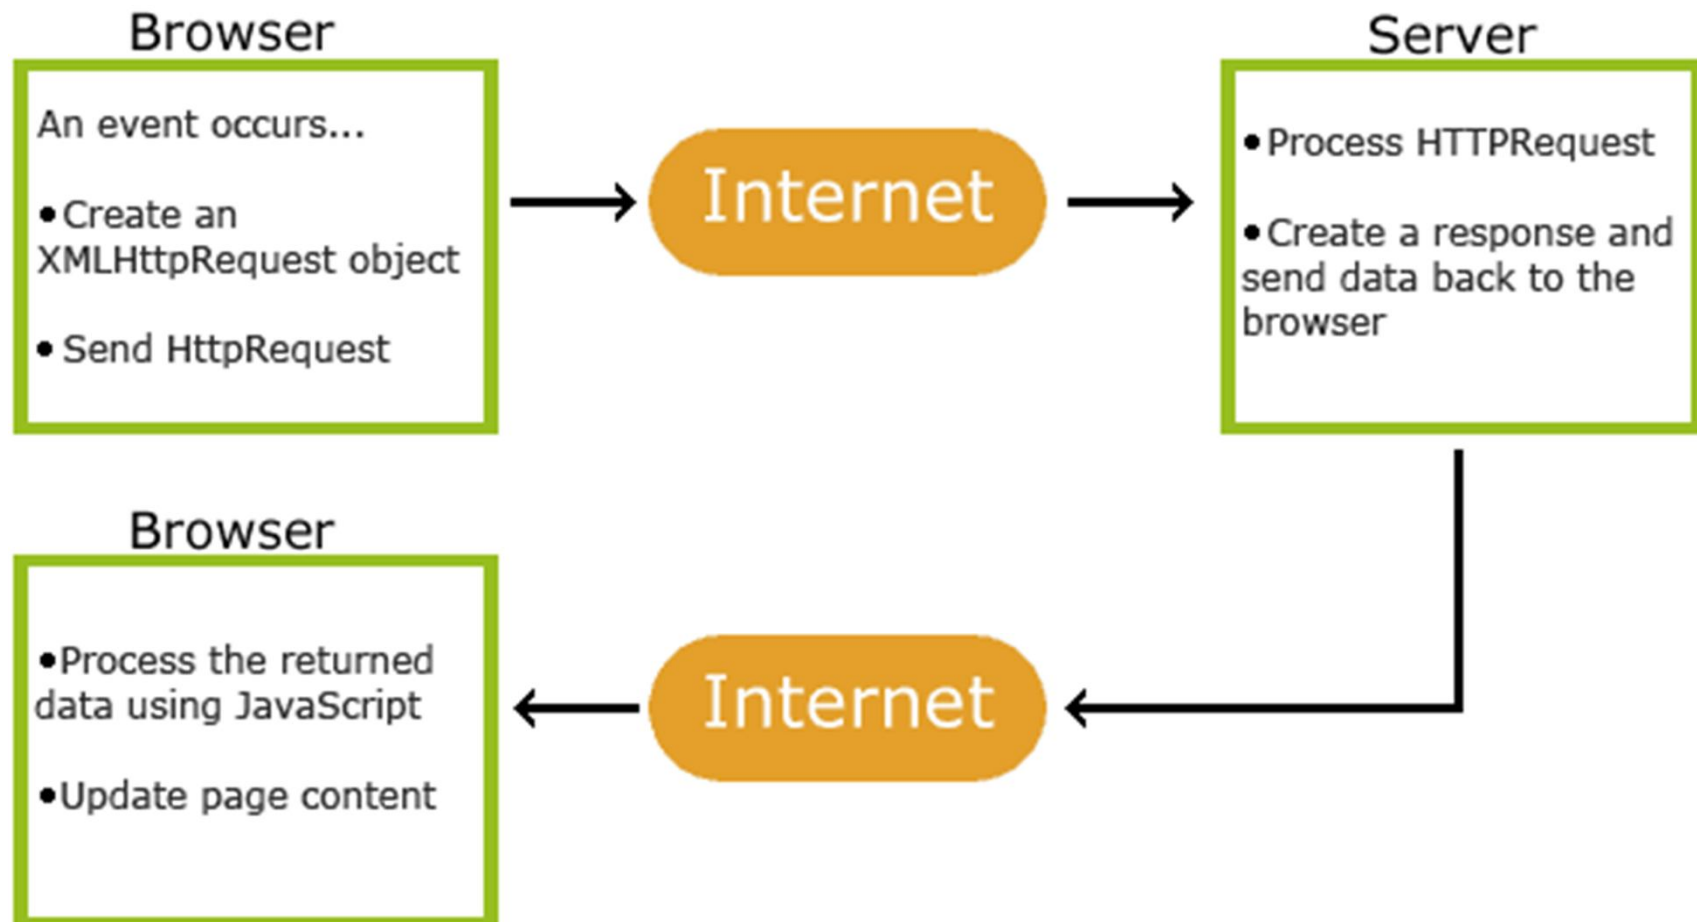 Browser
An event occurs...
•Create an
XMLHttpRequest object
• Send HttpRequest
Internet
Server
•Process HTTPRequest
•Create a response and
send data back to the
browser
Internet
Browser
•Process the returned
data using JavaScript
•Update page content